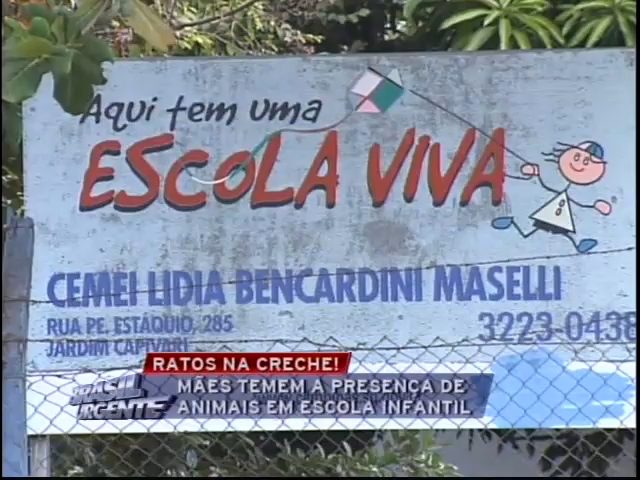 Aqui tem uma
ESCOLA VIVA
CEMEI LIDIA BENCARDINI MASELLI
RUA PE. ESTÁQUIO, 285
3223-0438
JARDIM CAPIVARI
RATOS NA CRECHE!
BRASIL
URGENTE
MÃES TEMEM A PRESENÇA DE
ANIMAIS EM ESCOLA INFANTIL